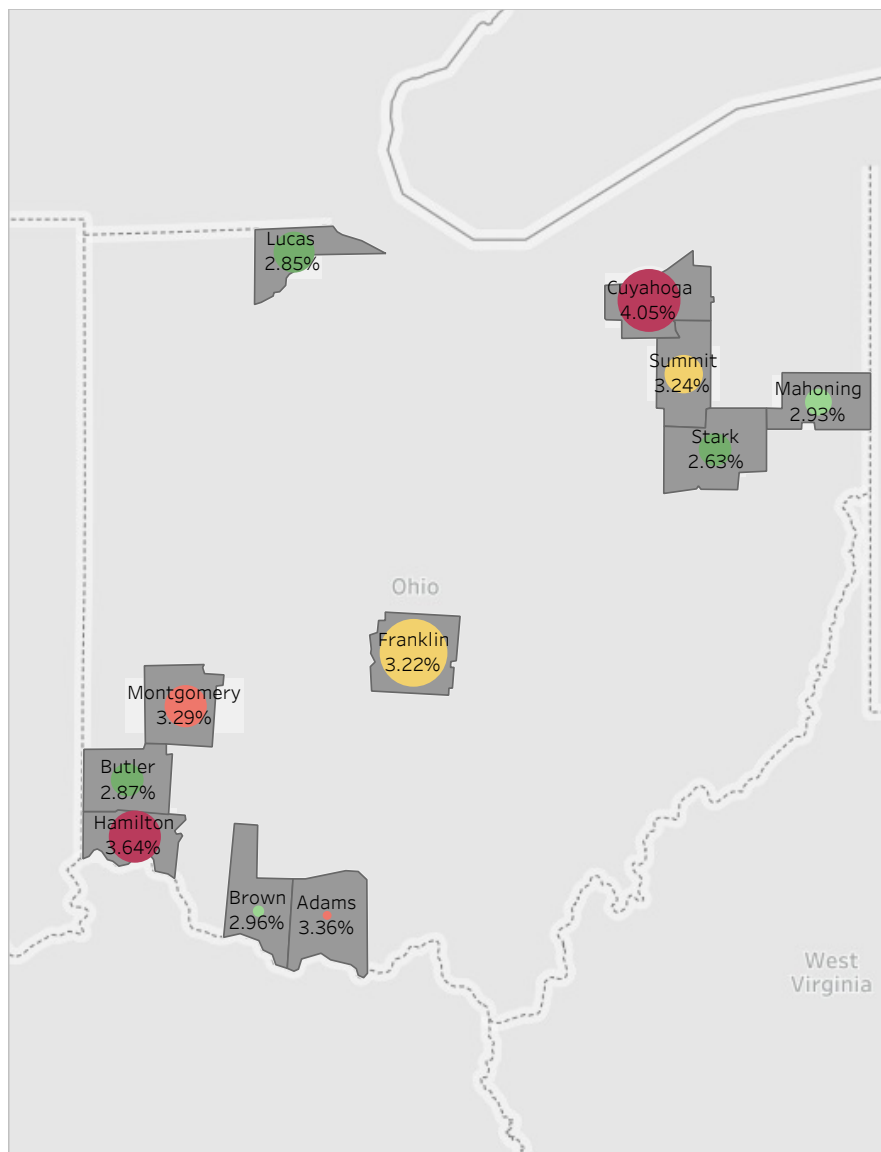 Lucas
2.85%
Cuyahoga
4.05%
Summit
3.24%
Mahoning
2.93%
Stark
2.63%
Ohio
Franklin
3.22%
Montgomery
3.29%
Butler
2.87%
Hamilton
3.64%
Brown
2.96%
Adams
3.36%
West
Virginia